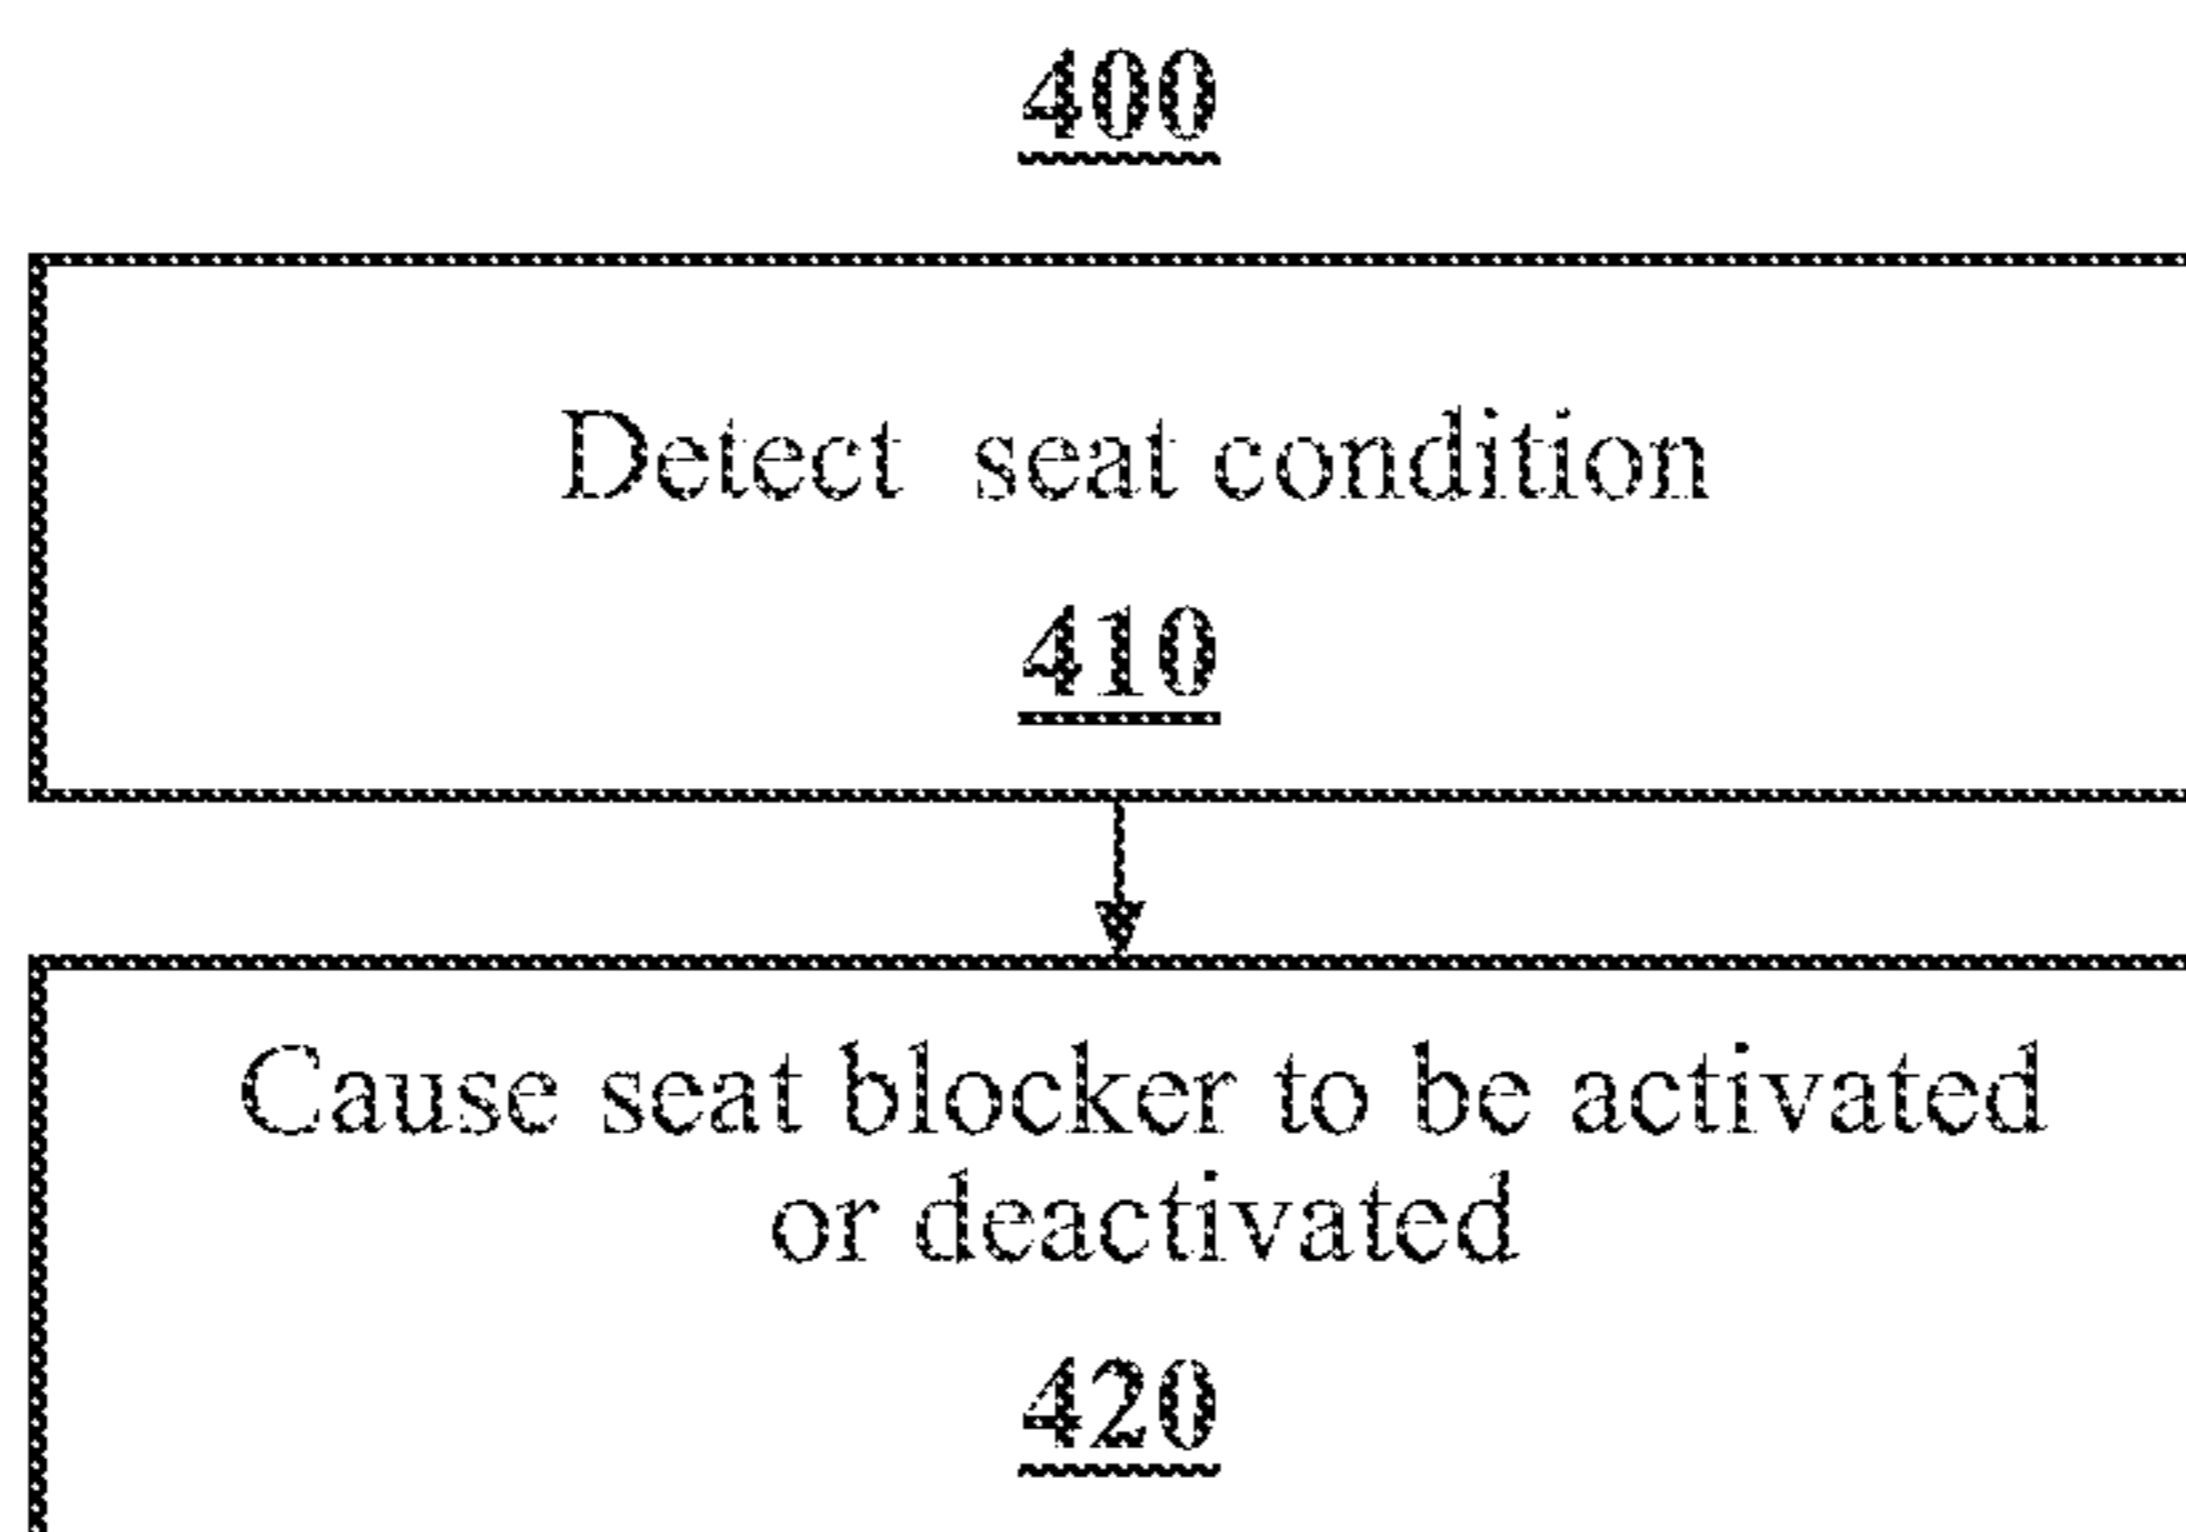 400
Detect seat condition
410
Cause seat blocker to be activated
or deactivated
420